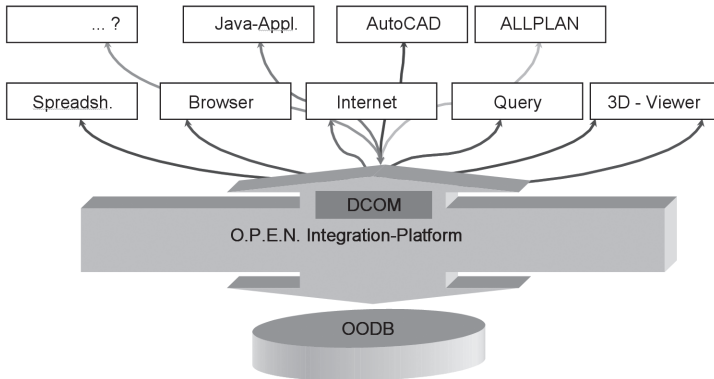 ... ?
Java-Appl.
AutoCAD
ALLPLAN
Spreadsh.
Browser
Internet
Query
3D - Viewer
DCOM
O.P.E.N. Integration-Platform
OODB